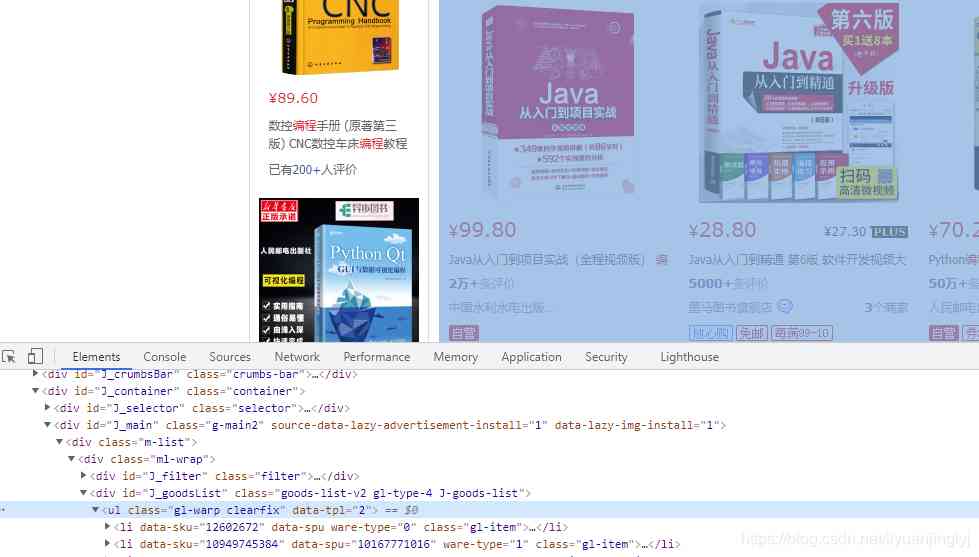 CNC
Programming Handbook
¥89.60
数控编程手册 (原著第三
版) CNC数控车床编程教程
已有200+人评价
新华书店
正版承诺
异步图书
人民邮电出版社
Python Qt
GUI与数据可视化编程
可视化编程
实用指南
通俗易懂
由浅入深
Java
从入门到项目实战
¥99.80
Java从入门到项目实战（全程视频版） 编
2万+条评价
中国水利水电出版...
自营
第六版
买1送8本
Java
从入门到精通
升级版
Java从入门到精通
扫码
高清微视频
¥28.80
¥27.30 PLUS
Java从入门到精通 第6版 软件开发视频大
5000+条评价
墨马图书旗舰店
3个商家
放心购 免邮 每满99-10
¥70.2
Python编
50万+条
人民邮电
自营 券
Elements Console Sources Network Performance Memory Application Security Lighthouse
<div id="J_crumbsBar" class="crumbs-bar">…</div>
<div id="J_container" class="container">
<div id="J_selector" class="selector">…</div>
<div id="J_main" class="g-main2" source-data-lazy-advertisement-install="1" data-lazy-img-install="1">
<div class="m-list">
<div class="ml-wrap">
<div id="J_filter" class="filter">…</div>
<div id="J_goodsList" class="goods-list-v2 gl-type-4 J-goods-list">
<ul class="gl-warp clearfix" data-tpl="2"> == $0
<li data-sku="12602672" data-spu ware-type="0" class="gl-item">…</li>
<li data-sku="10949745384" data-spu="10167771016" ware-type="1" class="gl-item">…</li>